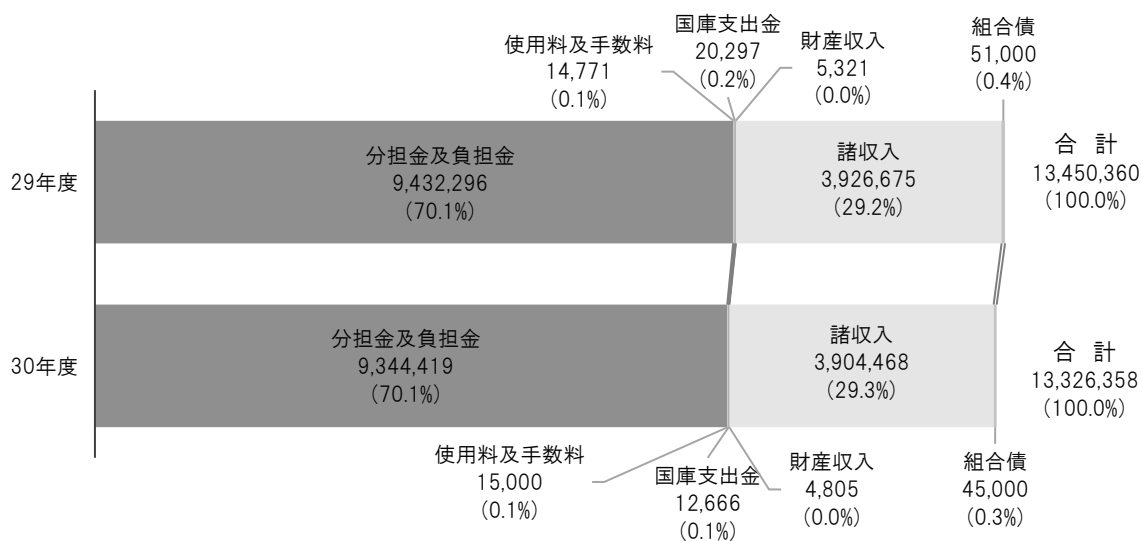 使用料及手数料
14,771
(0.1%)
国庫支出金
20,297
(0.2%)
財産収入
5,321
(0.0%)
組合債
51,000
(0.4%)
29年度
分担金及負担金
9,432,296
(70.1%)
諸収入
3,926,675
(29.2%)
合 計
13,450,360
(100.0%)
30年度
分担金及負担金
9,344,419
(70.1%)
諸収入
3,904,468
(29.3%)
合 計
13,326,358
(100.0%)
使用料及手数料
15,000
(0.1%)
国庫支出金
12,666
(0.1%)
財産収入
4,805
(0.0%)
組合債
45,000
(0.3%)